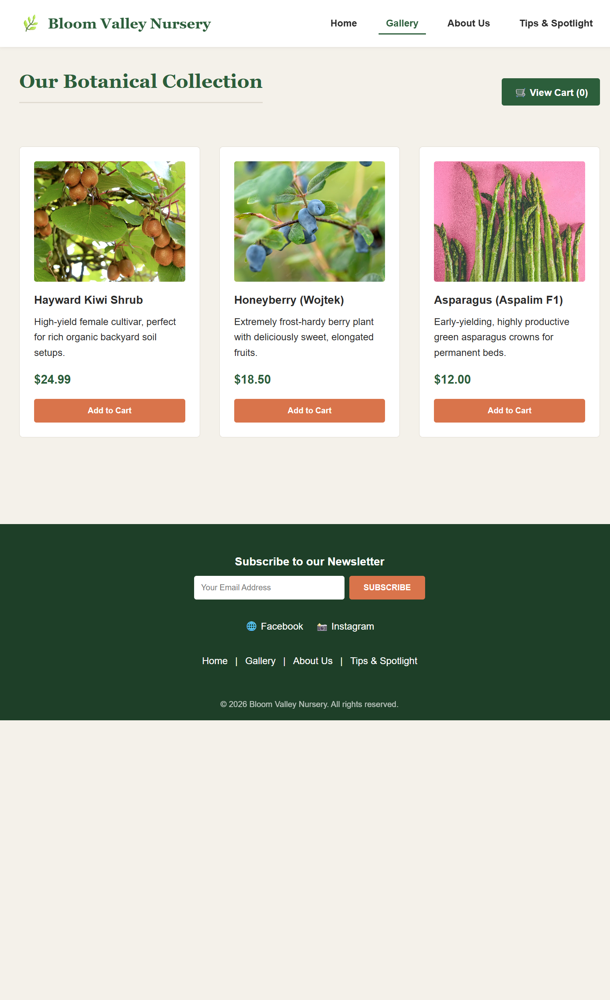 Bloom Valley Nursery
Home
Gallery
About Us
Tips & Spotlight
Our Botanical Collection
View Cart (0)
Hayward Kiwi Shrub
High-yield female cultivar, perfect
for rich organic backyard soil
setups.
$24.99
Add to Cart
Honeyberry (Wojtek)
Extremely frost-hardy berry plant
with deliciously sweet, elongated
fruits.
$18.50
Add to Cart
Asparagus (Aspalim F1)
Early-yielding, highly productive
green asparagus crowns for
permanent beds.
$12.00
Add to Cart
Subscribe to our Newsletter
Your Email Address
SUBSCRIBE
Facebook
Instagram
Home | Gallery | About Us | Tips & Spotlight
© 2026 Bloom Valley Nursery. All rights reserved.